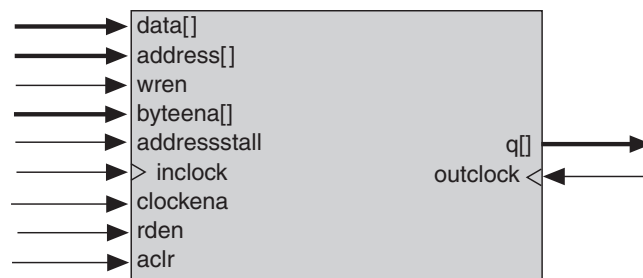 data[]
address[]
wren
byteena[]
addressstall
q[]
inclock
outclock
clockena
rden
aclr